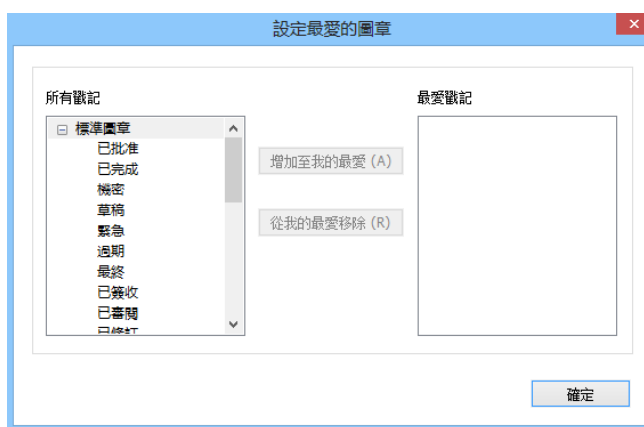 設定最愛的圖章
所有戳記
最愛戳記
標準圖章
已批准
已完成
機密
草稿
緊急
過期
最終
已簽收
已審閱
已修訂
增加至我的最愛 (A)
從我的最愛移除 (R)
確定